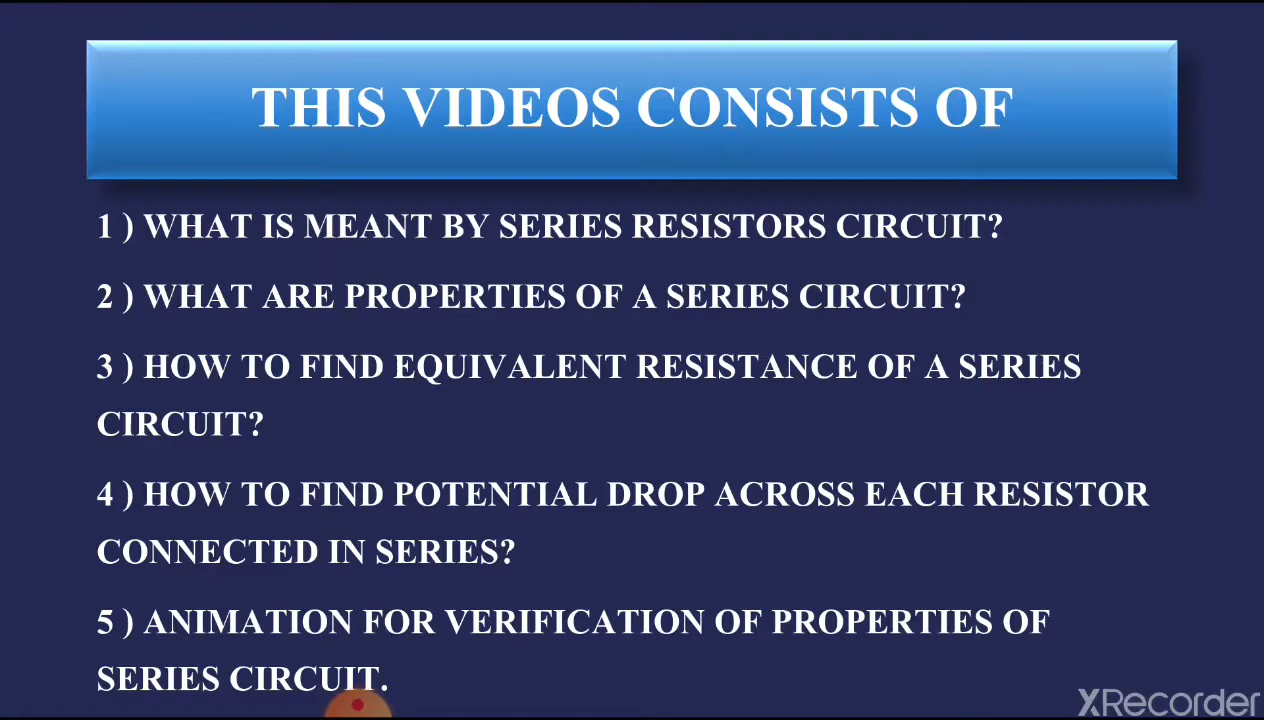 THIS VIDEOS CONSISTS OF
1 ) WHAT IS MEANT BY SERIES RESISTORS CIRCUIT?
2 ) WHAT ARE PROPERTIES OF A SERIES CIRCUIT?
3 ) HOW TO FIND EQUIVALENT RESISTANCE OF A SERIES
CIRCUIT?
4 ) HOW TO FIND POTENTIAL DROP ACROSS EACH RESISTOR
CONNECTED IN SERIES?
5 ) ANIMATION FOR VERIFICATION OF PROPERTIES OF
SERIES CIRCUIT.
XRecorder